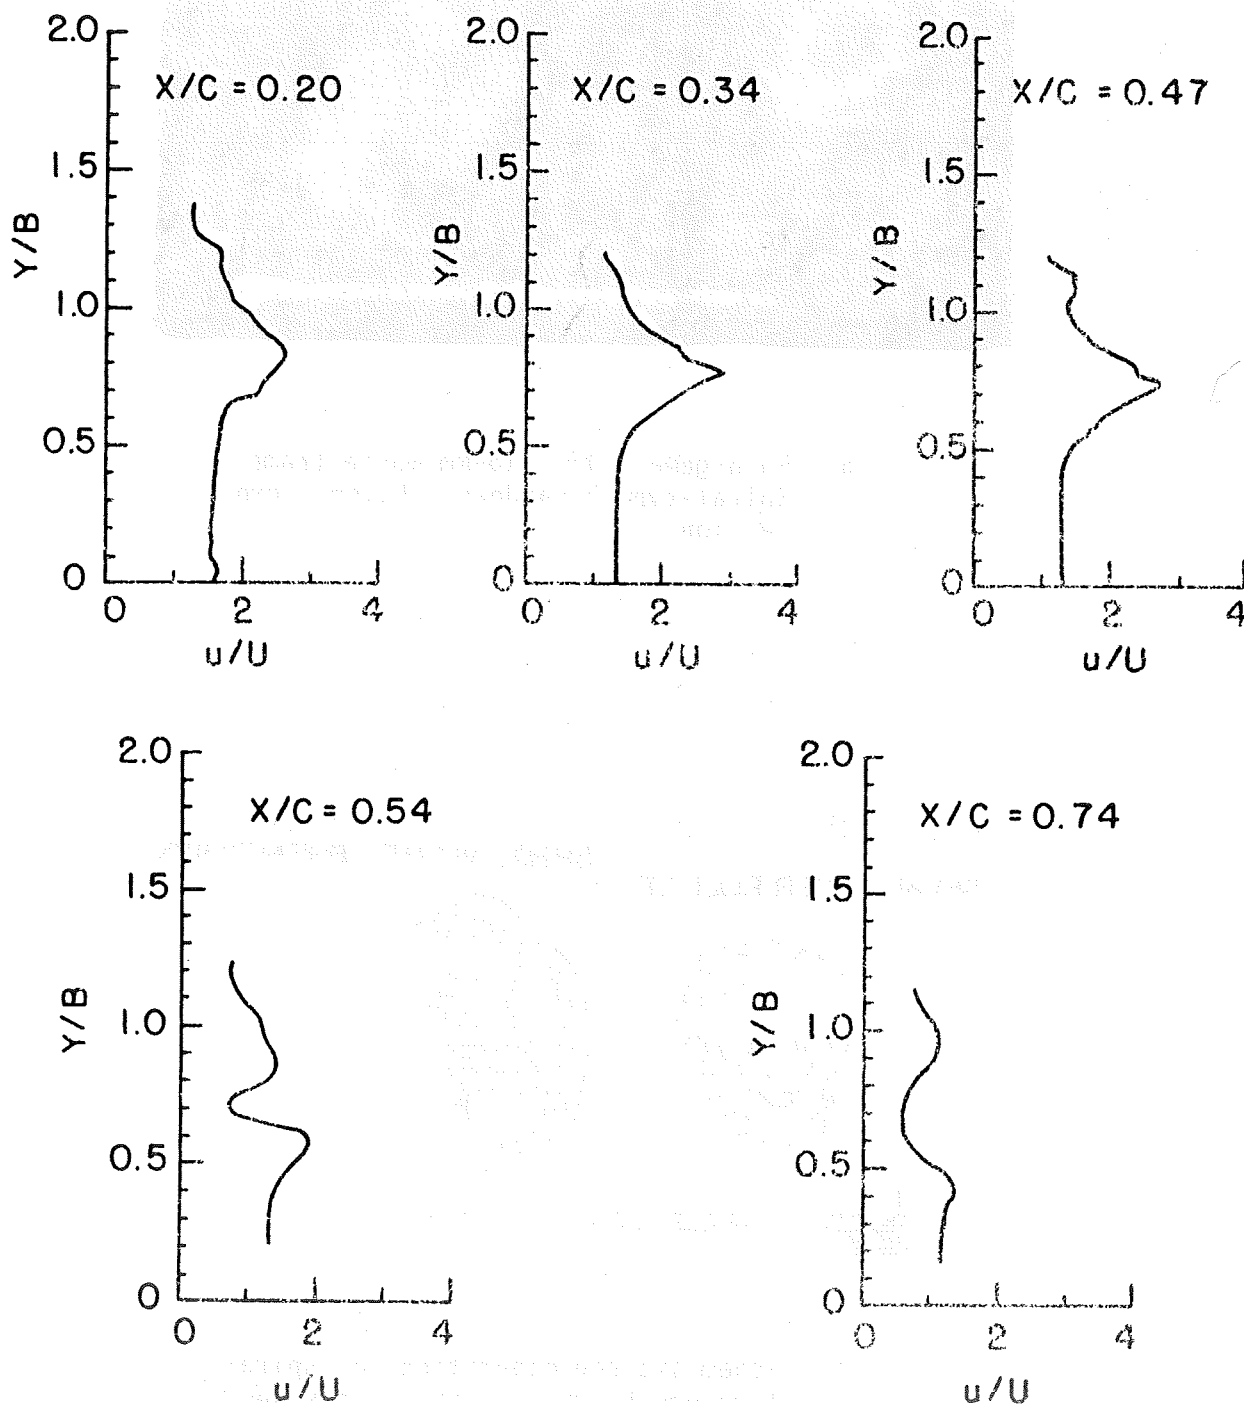 2.0 2.0 2.0
X/C = 0.20 X/C = 0.34 X/C = 0.47
1.5 1.5 1.5
Y/B Y/B Y/B
1.0 1.0 1.0
0.5 0.5 0.5
0 0 0
0 2 4 0 2 4 0 2 4
u/U u/U u/U
2.0 2.0
X/C = 0.54 X/C = 0.74
1.5 1.5
Y/B Y/B
1.0 1.0
0.5 0.5
0 0
0 2 4 0 2 4
u/U u/U